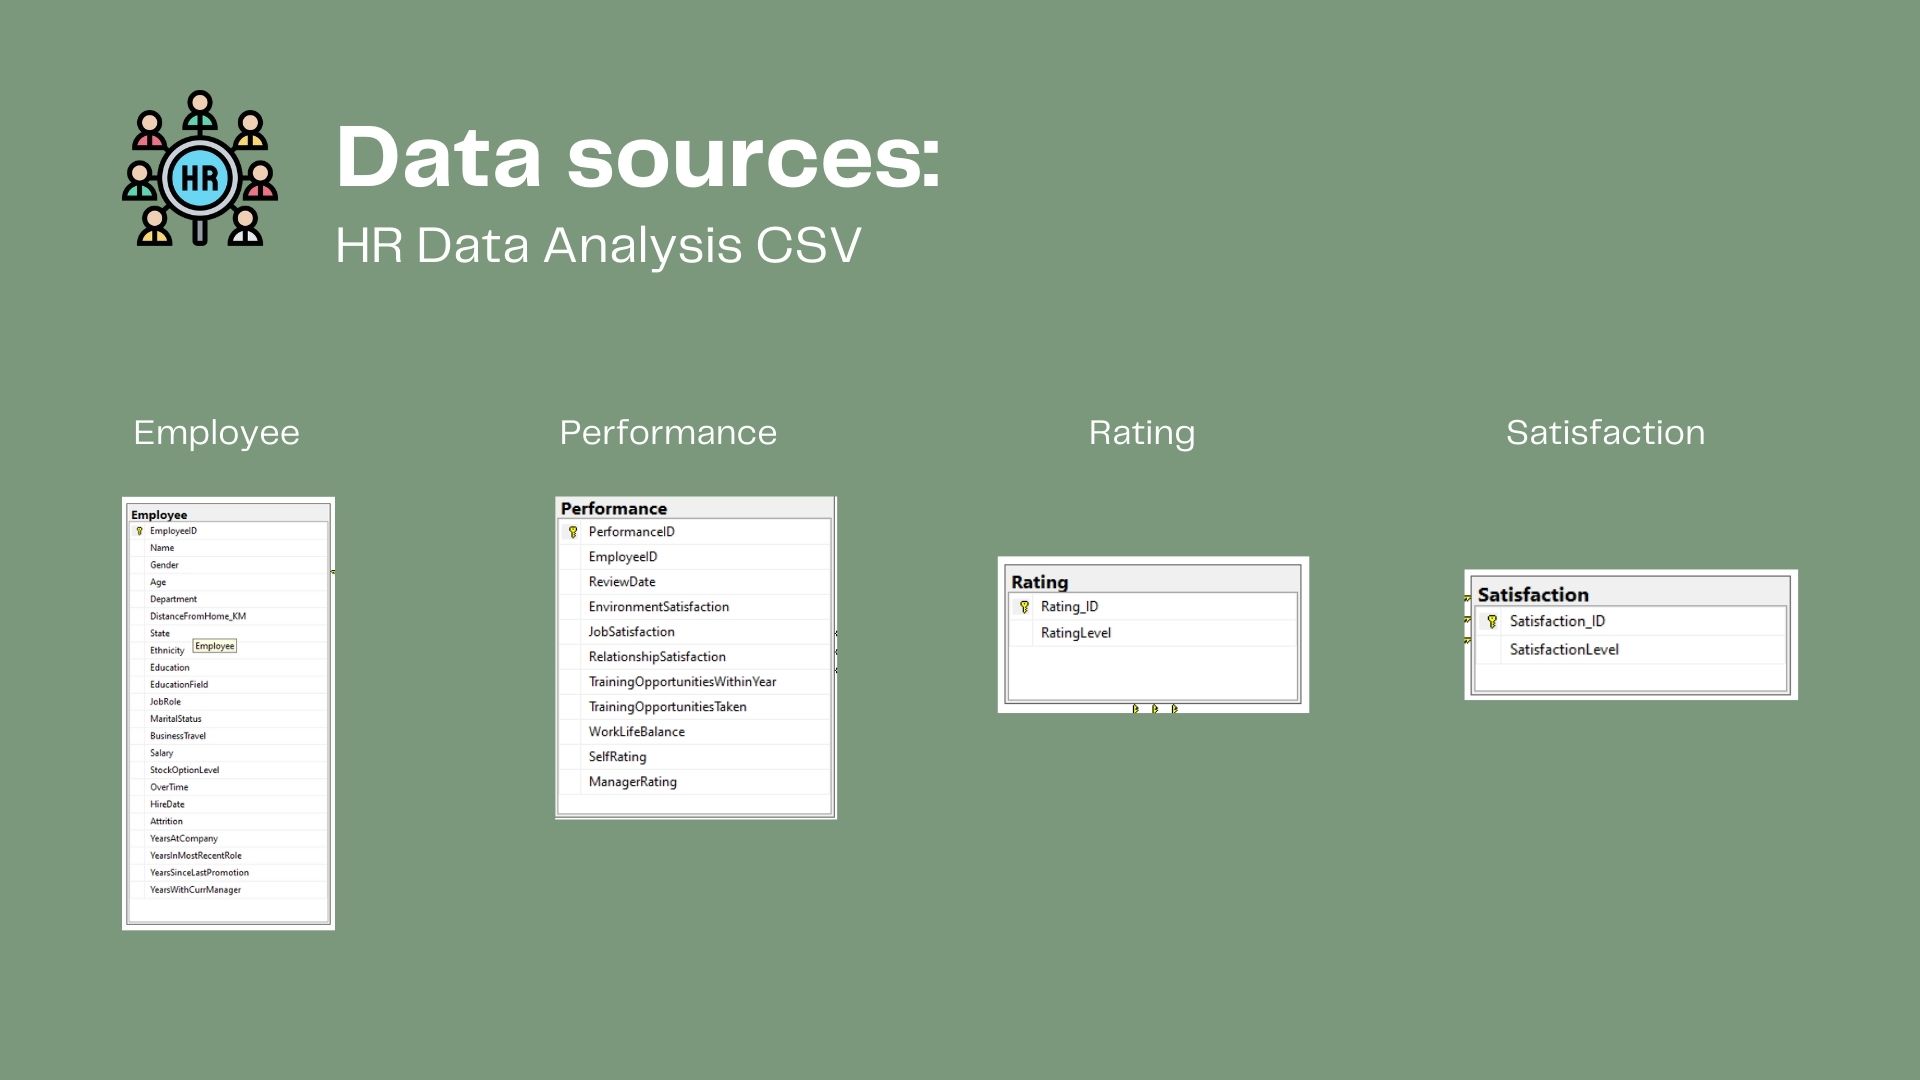 HR
Data sources:
HR Data Analysis CSV
Employee
Performance
Rating
Satisfaction
Employee
EmployeeID
Name
Gender
Age
Department
DistanceFromHome_KM
State
Ethnicity
Employee
Education
EducationField
JobRole
MaritalStatus
BusinessTravel
Salary
StockOptionLevel
OverTime
HireDate
Attrition
YearsAtCompany
YearsInMostRecentRole
YearsSinceLastPromotion
YearsWithCurrManager
Performance
PerformanceID
EmployeeID
ReviewDate
EnvironmentSatisfaction
JobSatisfaction
RelationshipSatisfaction
TrainingOpportunitiesWithinYear
TrainingOpportunitiesTaken
WorkLifeBalance
SelfRating
ManagerRating
Rating
Rating_ID
RatingLevel
Satisfaction
Satisfaction_ID
SatisfactionLevel